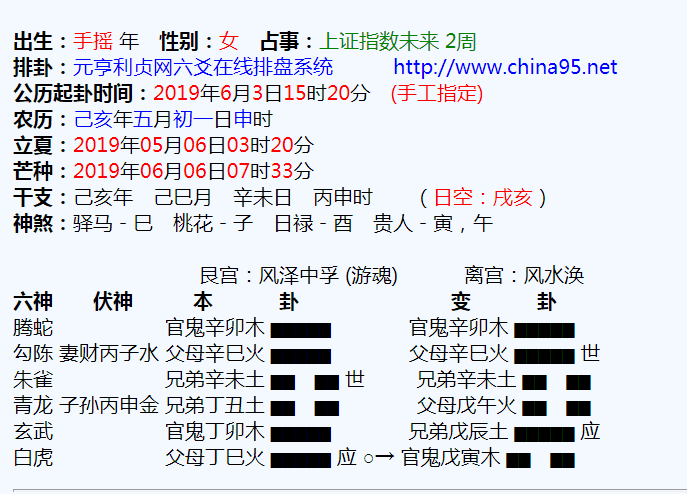 出生：手摇 年　性别：女　占事：上证指数未来 2周
排卦：元亨利贞网六爻在线排盘系统　　　http://www.china95.net
公历起卦时间：2019年6月3日15时20分　(手工指定)
农历：己亥年五月初一日申时
立夏：2019年05月06日03时20分
芒种：2019年06月06日07时33分
干支：己亥年　己巳月　辛未日　丙申时　　（日空：戌亥）
神煞：驿马－巳　桃花－子　日禄－酉　贵人－寅，午
艮宫：风泽中孚 (游魂)　　　离宫：风水涣
六神　　伏神　　　本　　　卦　　　　　　变　　　卦
腾蛇　　　　　　官鬼辛卯木　　　　官鬼辛卯木
勾陈 妻财丙子水 父母辛巳火　　　　父母辛巳火　　　世
朱雀　　　　　　兄弟辛未土　　　世　　兄弟辛未土
青龙 子孙丙申金 兄弟丁丑土　　　　父母戊午火
玄武　　　　　　官鬼丁卯木　　　　兄弟戊辰土　　　应
白虎　　　　　　父母丁巳火　　　应 ○→ 官鬼戊寅木